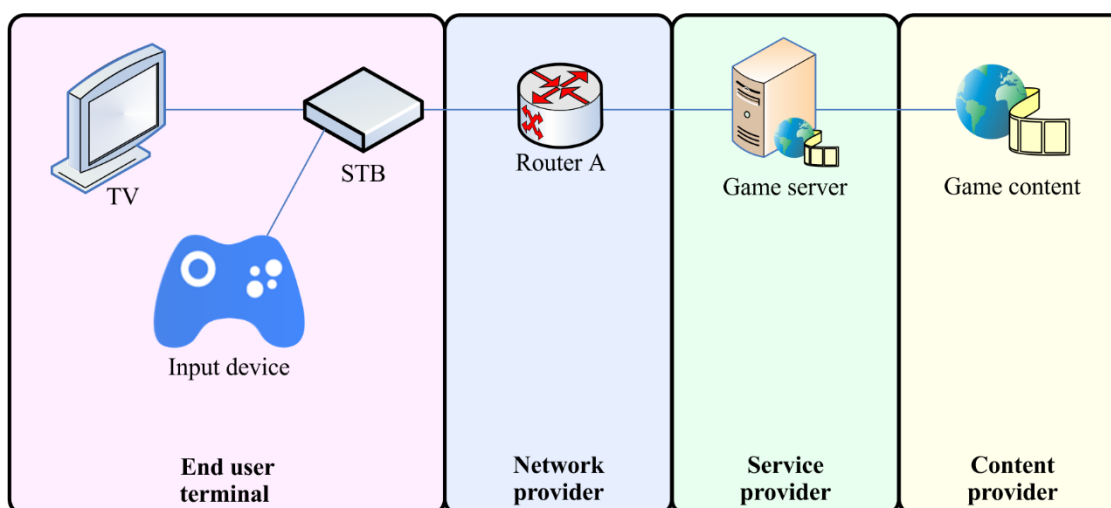 TV
STB
Input device
Router A
Game server
Game content
End user
terminal
Network
provider
Service
provider
Content
provider